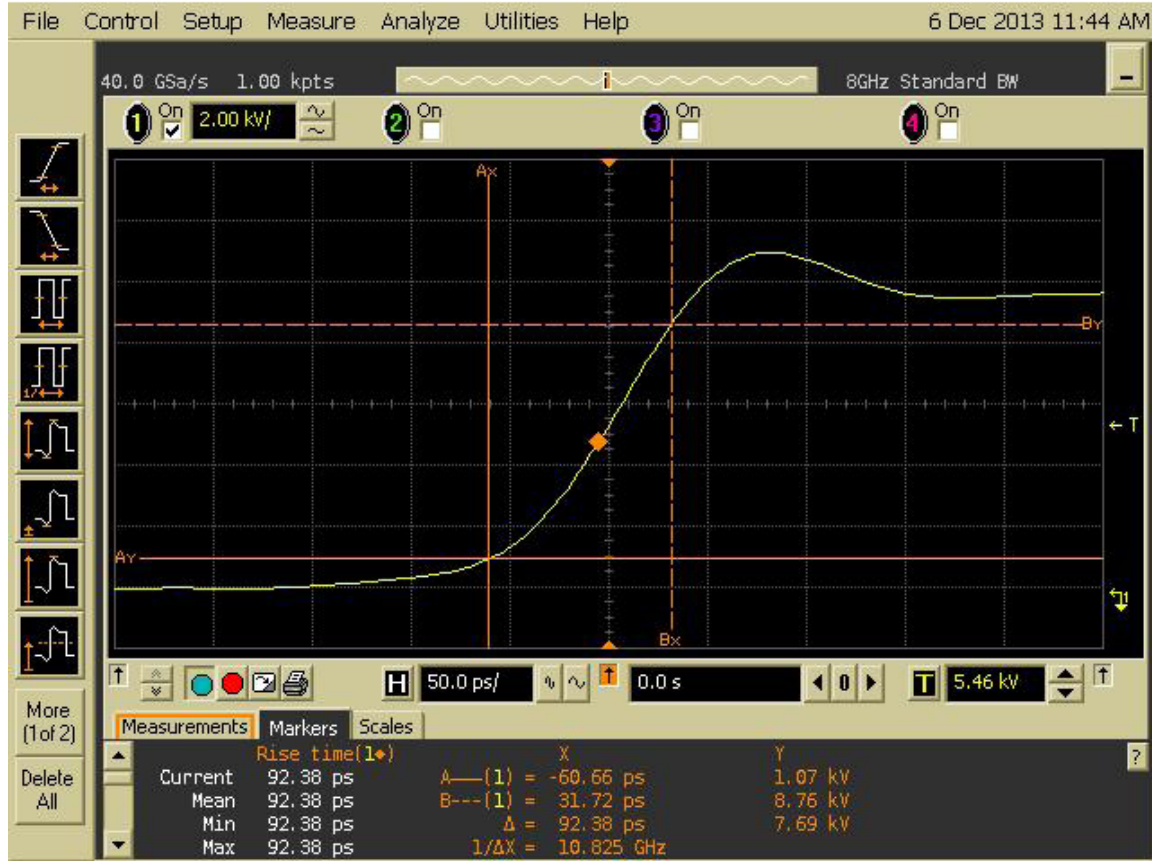 File Control Setup Measure Analyze Utilities Help 6 Dec 2013 11:44 AM
40.0 GSa/s 1.00 kpts 8GHz Standard BW
1 On 2.00 kV/ 2 On 3 On 4 On
Ax
By
T
Ay
1
Bx
H 50.0 ps/ 0.0 s 0 T 5.46 kV
More
(1of 2)
Delete
All
1/
Measurements Markers Scales
Rise time(1◆) X Y ?
Current 92.38 ps A——(1) = -60.66 ps 1.07 kV
Mean 92.38 ps B---(1) = 31.72 ps 8.76 kV
Min 92.38 ps Δ = 92.38 ps 7.69 kV
Max 92.38 ps 1/ΔX = 10.825 GHz